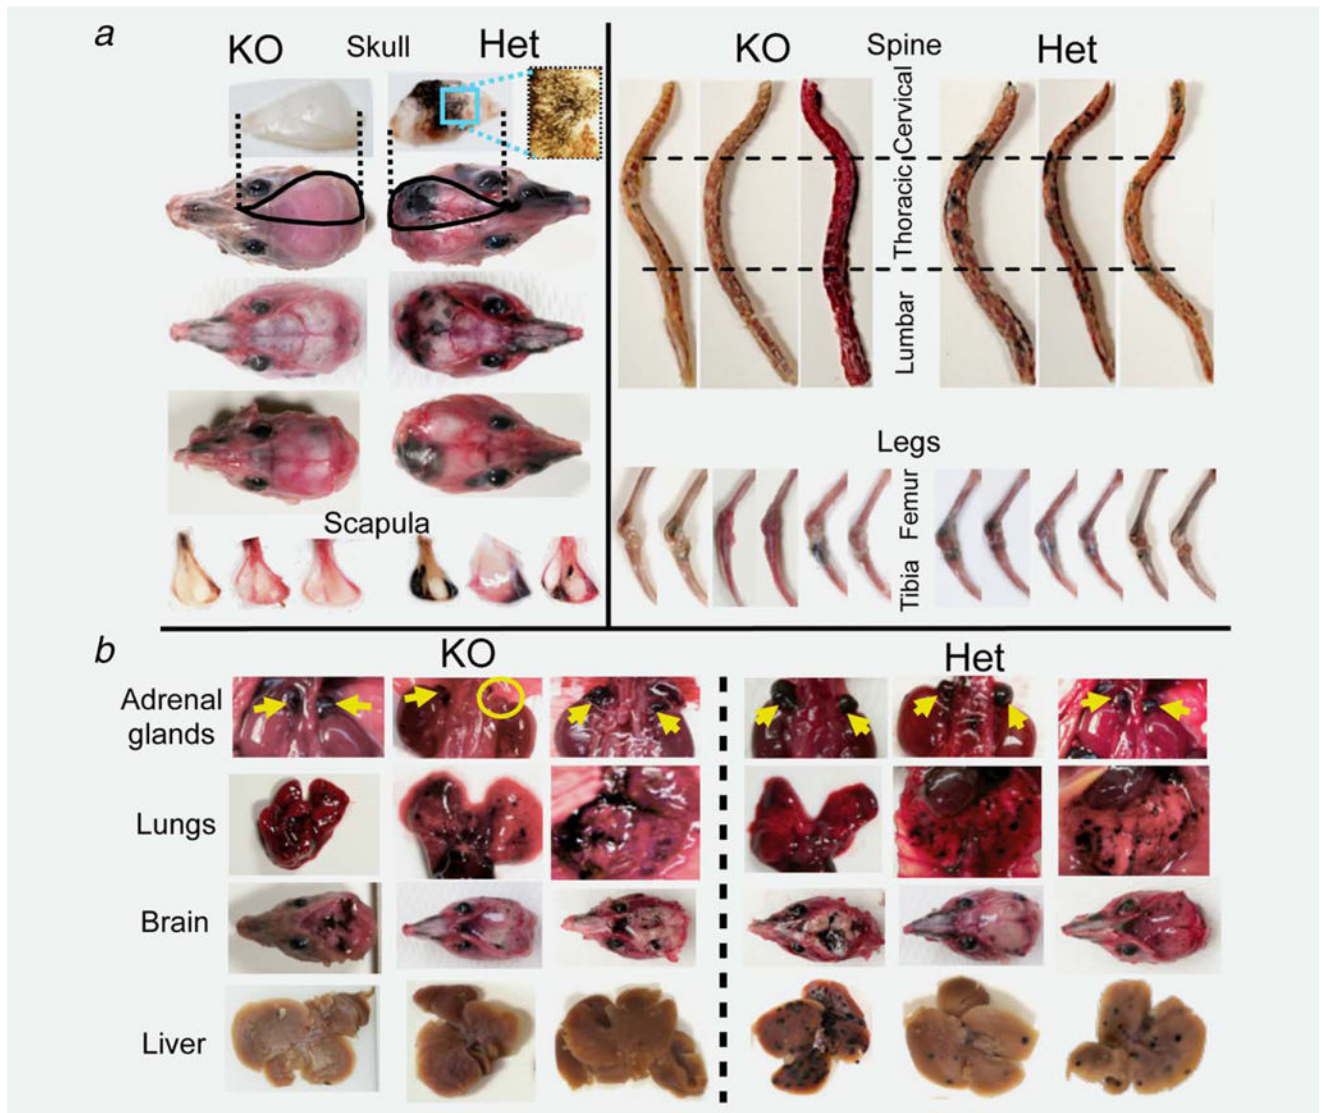 a
KO Skull Het
KO Spine Het
Cervical
Thoracic
Lumbar
Legs
Femur
Tibia
Scapula
b
KO Het
Adrenal
glands
Lungs
Brain
Liver